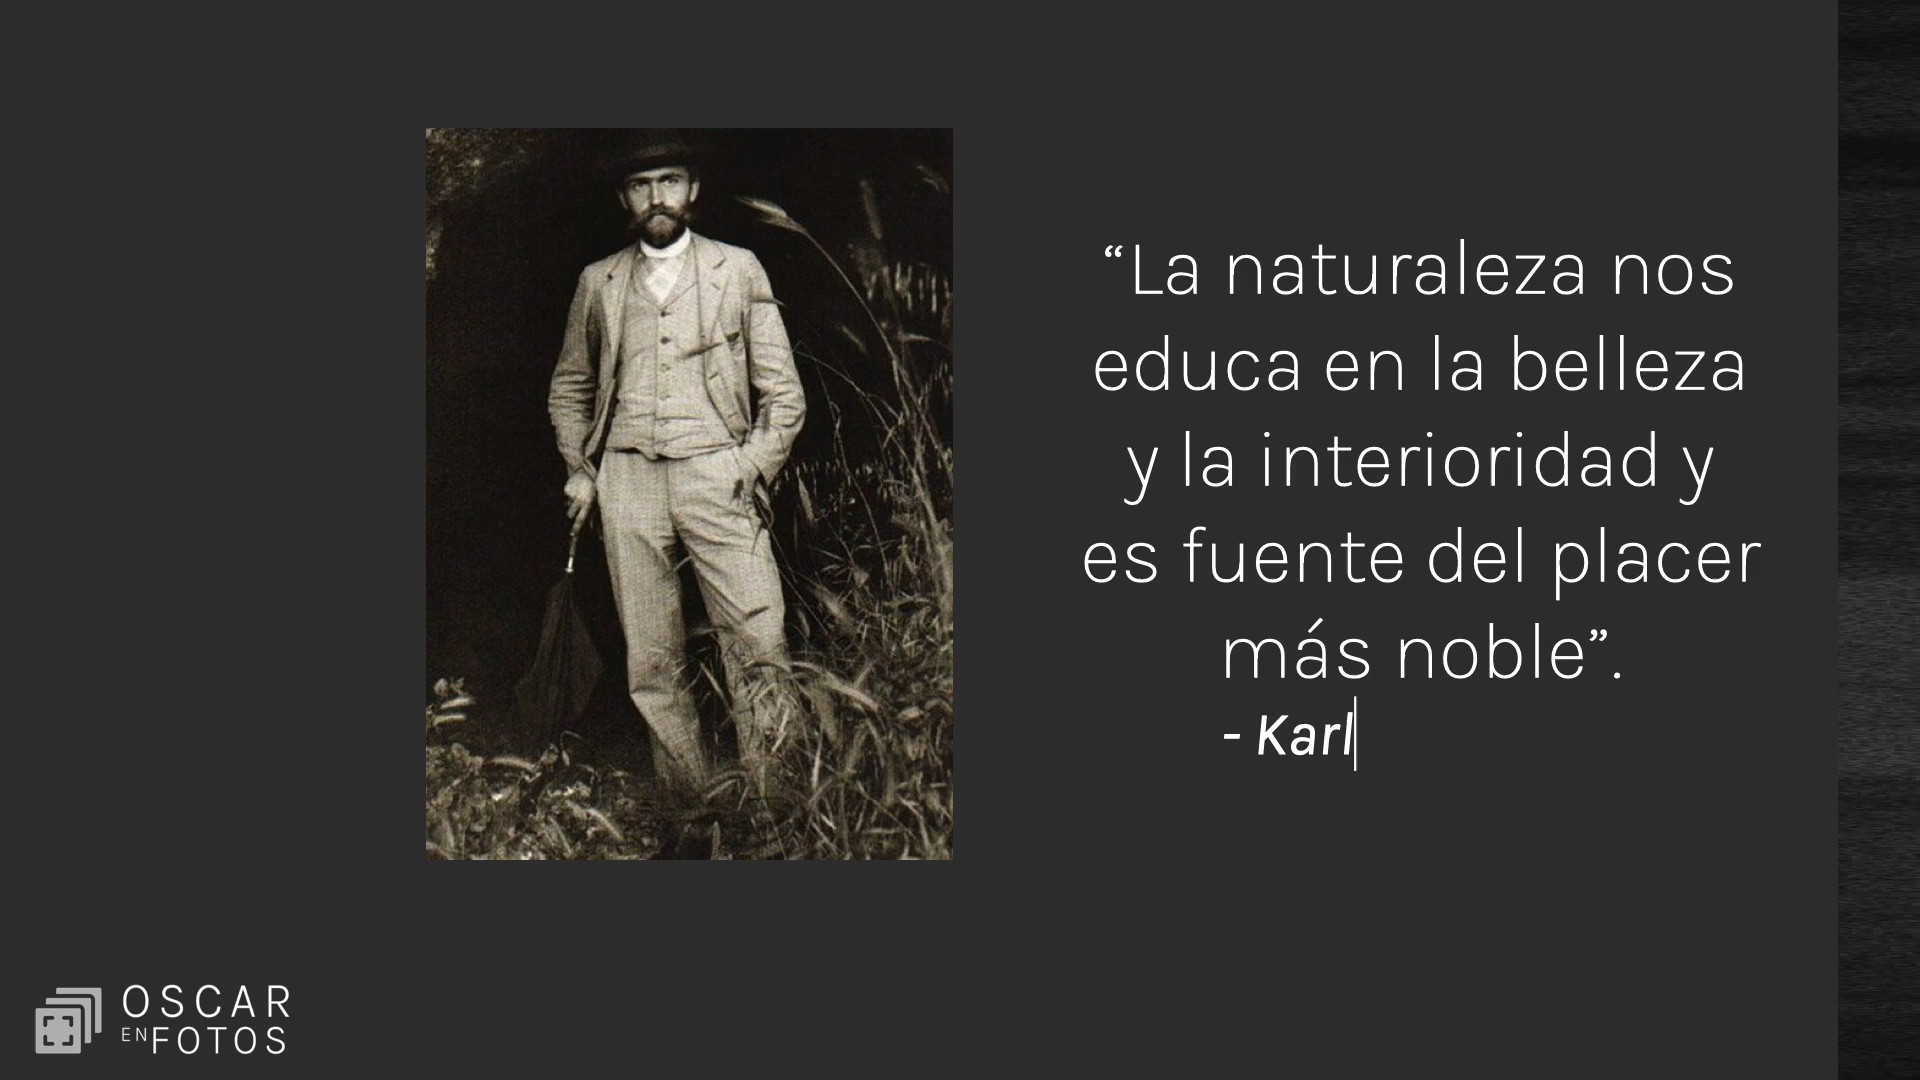 “La naturaleza nos
educa en la belleza
y la interioridad y
es fuente del placer
más noble”.
- Karl
OSCAR
EN FOTOS